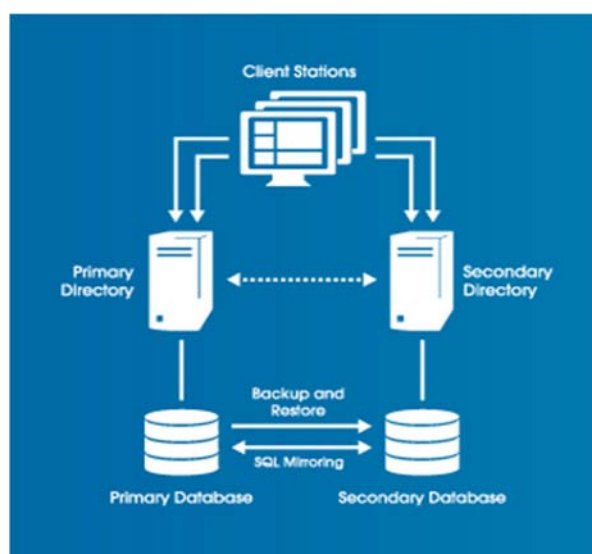 Client Stations
Primary
Directory
Secondary
Directory
Backup and
Restore
SQL Mirroring
Primary Database
Secondary Database